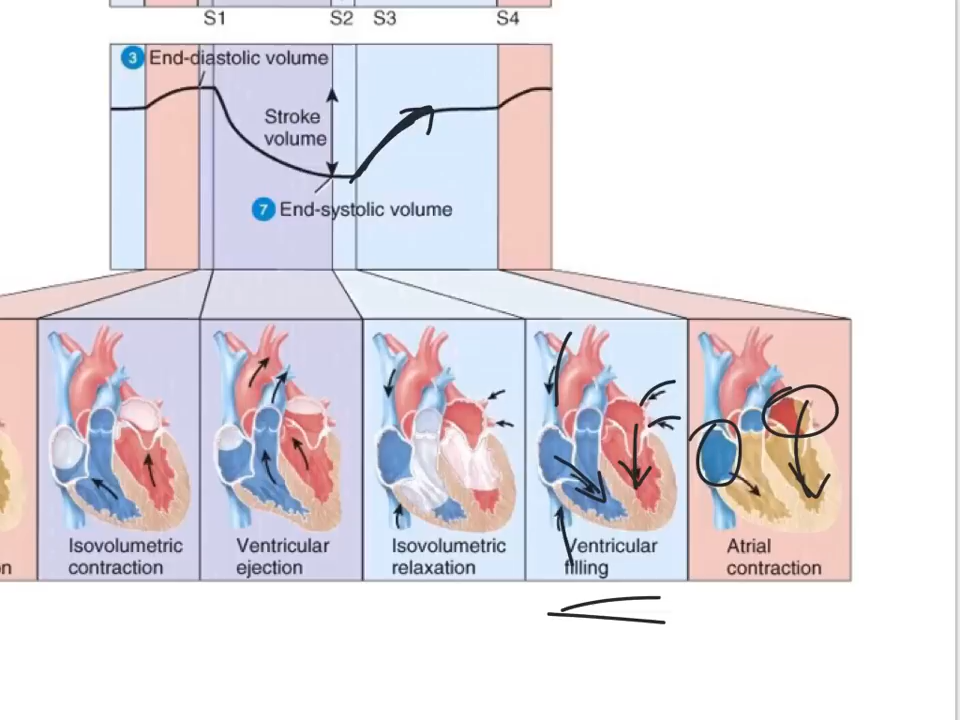 S1 S2 S3 S4
3 End-diastolic volume
Stroke
volume
7 End-systolic volume
n
Isovolumetric
contraction
Ventricular
ejection
Isovolumetric
relaxation
Ventricular
filling
Atrial
contraction